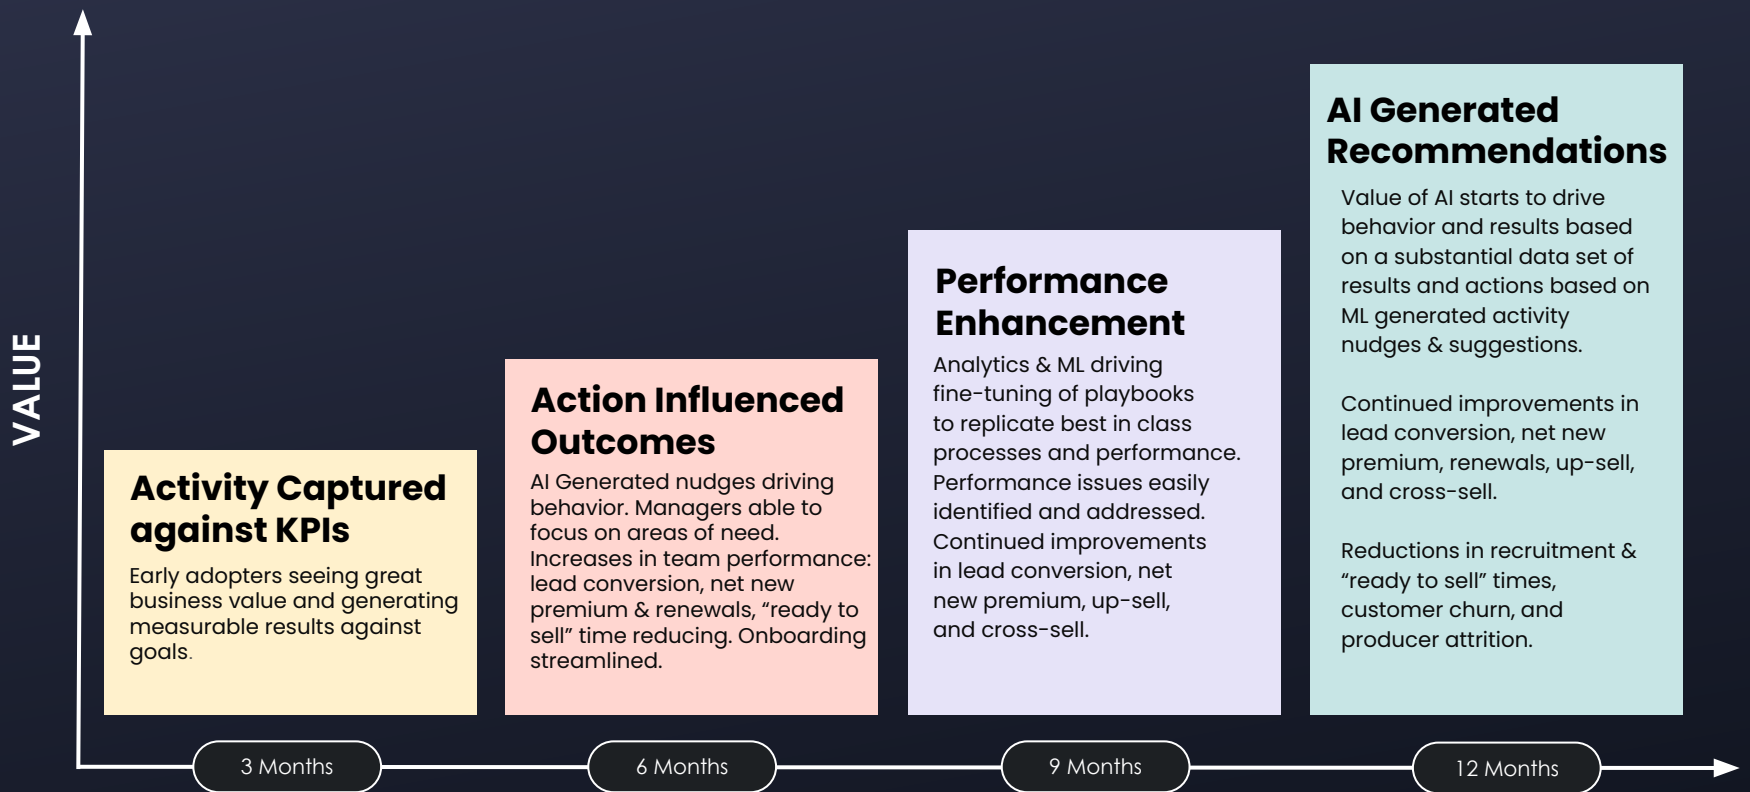 VALUE
Activity Captured
against KPIs
Early adopters seeing great
business value and generating
measurable results against
goals.
Action Influenced
Outcomes
AI Generated nudges driving
behavior. Managers able to
focus on areas of need.
Increases in team performance:
lead conversion, net new
premium & renewals, “ready to
sell” time reducing. Onboarding
streamlined.
Performance
Enhancement
Analytics & ML driving
fine-tuning of playbooks
to replicate best in class
processes and performance.
Performance issues easily
identified and addressed.
Continued improvements
in lead conversion, net
new premium, up-sell,
and cross-sell.
AI Generated
Recommendations
Value of AI starts to drive
behavior and results based
on a substantial data set of
results and actions based on
ML generated activity
nudges & suggestions.
Continued improvements in
lead conversion, net new
premium, renewals, up-sell,
and cross-sell.
Reductions in recruitment &
“ready to sell” times,
customer churn, and
producer attrition.
3 Months
6 Months
9 Months
12 Months